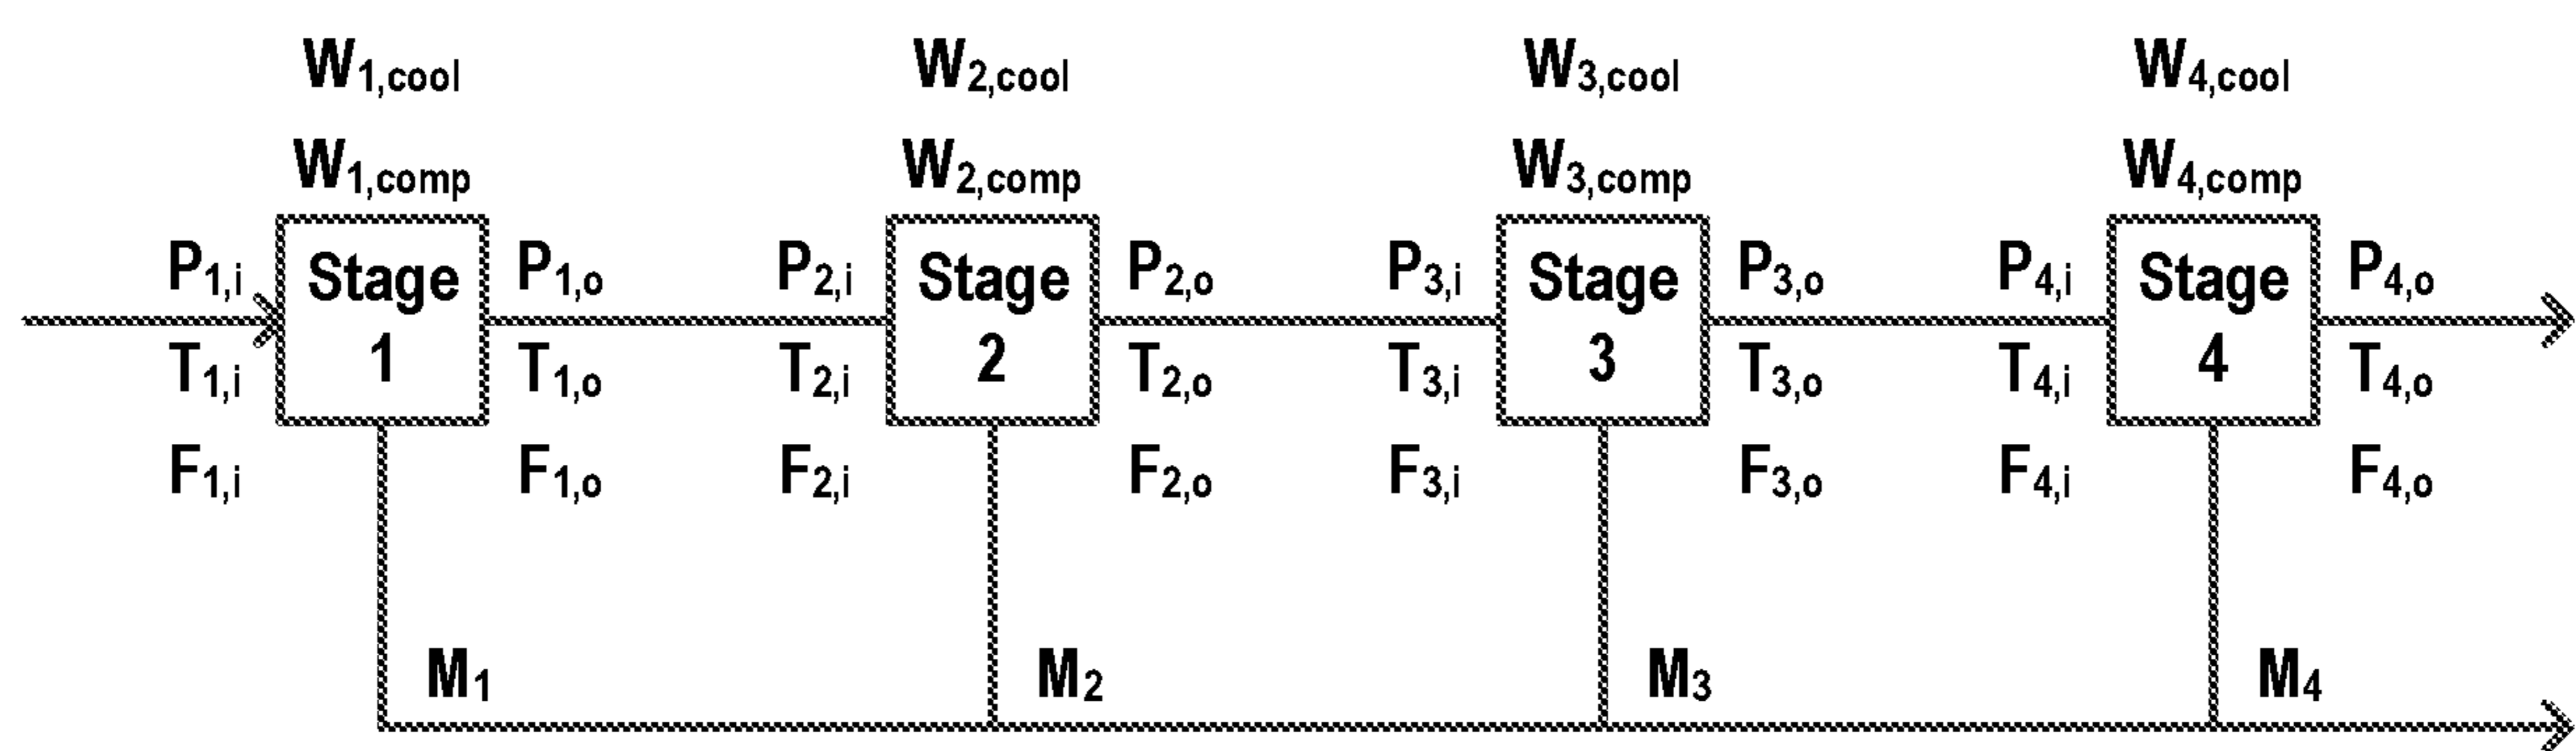 W1,cool W2,cool W3,cool W4,cool
W1,comp W2,comp W3,comp W4,comp
P1,i Stage P1,o P2,i Stage P2,o P3,i Stage P3,o P4,i Stage P4,o
T1,i 1 T1,o T2,i 2 T2,o T3,i 3 T3,o T4,i 4 T4,o
F1,i F1,o F2,i F2,o F3,i F3,o F4,i F4,o
M1 M2 M3 M4